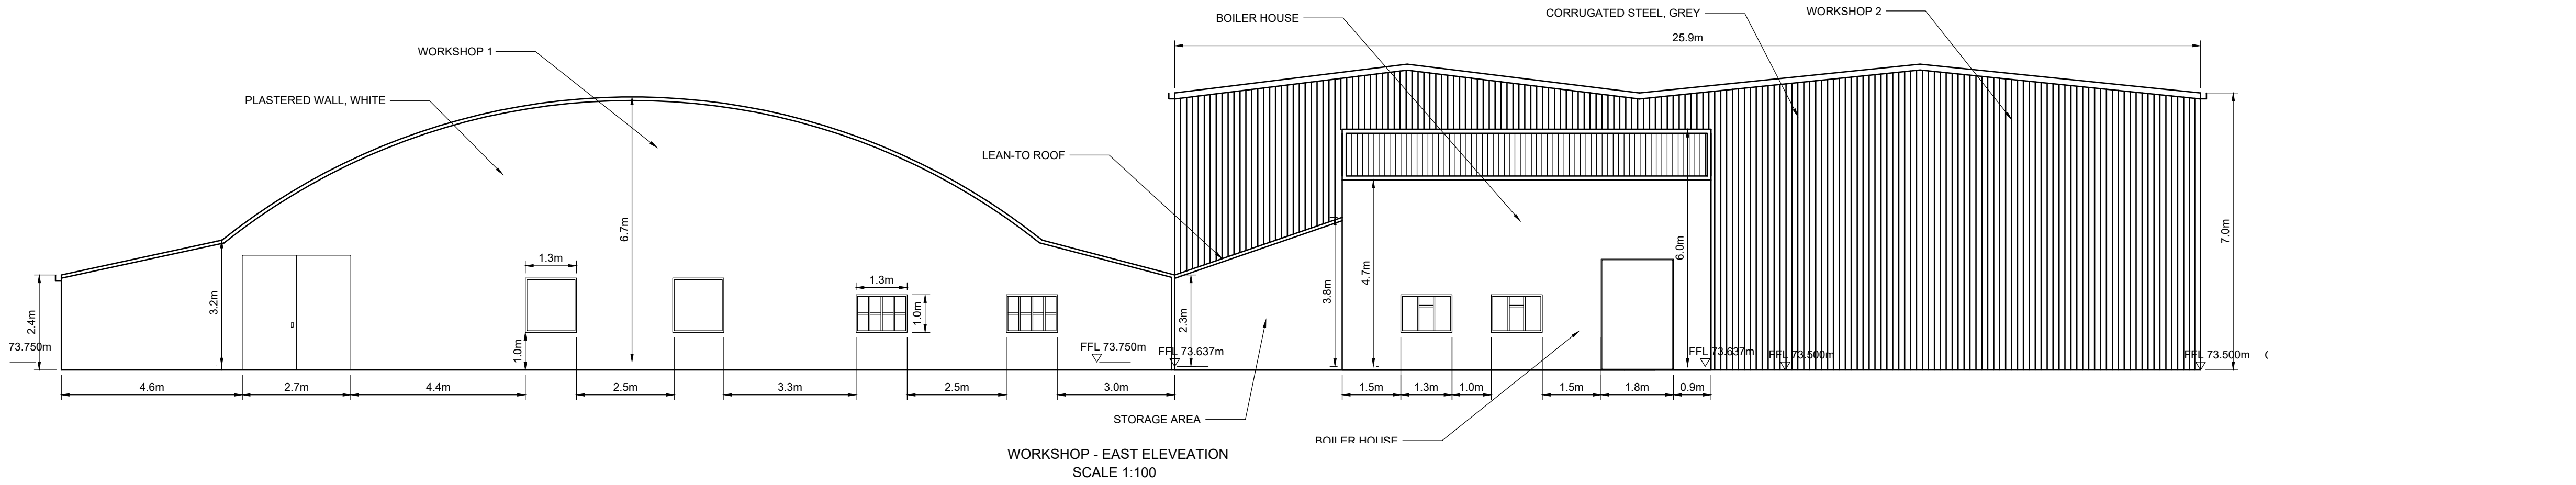 BOILER HOUSE
CORRUGATED STEEL, GREY
WORKSHOP 2
25.9m
WORKSHOP 1
PLASTERED WALL, WHITE
LEAN-TO ROOF
6.7m
6.0m
7.0m
1.3m
1.3m
1.0m
4.7m
3.8m
3.2m
2.4m
2.3m
1.0m
73.750m
FFL 73.750m
FFL 73.637m
FFL 73.637m
FFL 73.500m
FFL 73.500m
4.6m
2.7m
4.4m
2.5m
3.3m
2.5m
3.0m
1.5m
1.3m
1.0m
1.5m
1.8m
0.9m
STORAGE AREA
BOILER HOUSE
WORKSHOP - EAST ELEVEATION
SCALE 1:100